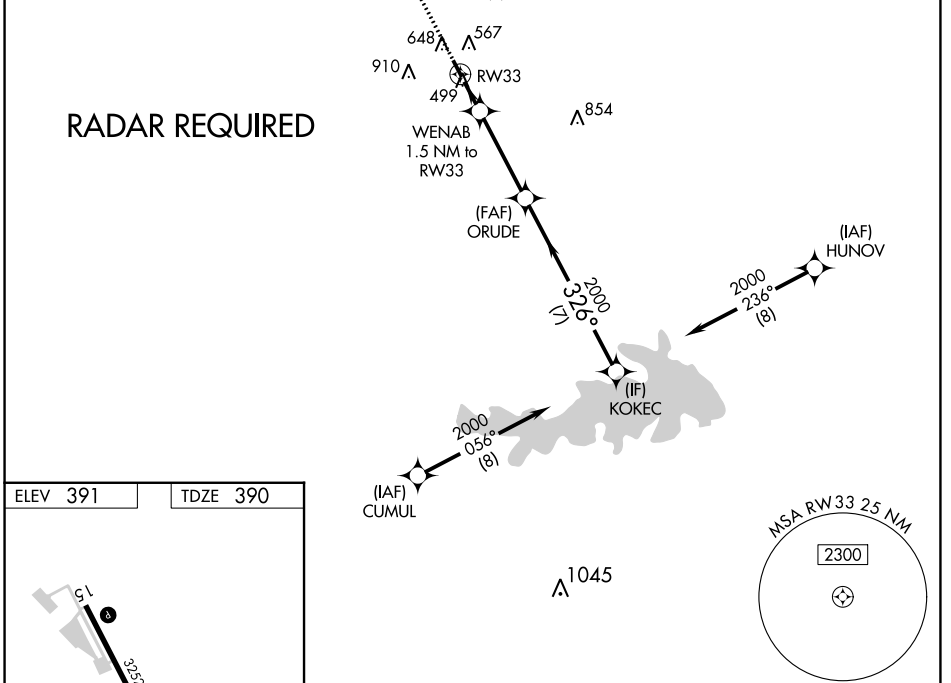 648
567
910
RW33
499
854
RADAR REQUIRED
WENAB
1.5 NM to
RW33
(FAF)
ORUDE
(IAF)
HUNOV
2000
236°
(8)
2000
326°
(7)
(IF)
KOKEC
2000
056°
(8)
(IAF)
CUMUL
ELEV 391
TDZE 390
MSA RW33 25 NM
2300
1045
15
P